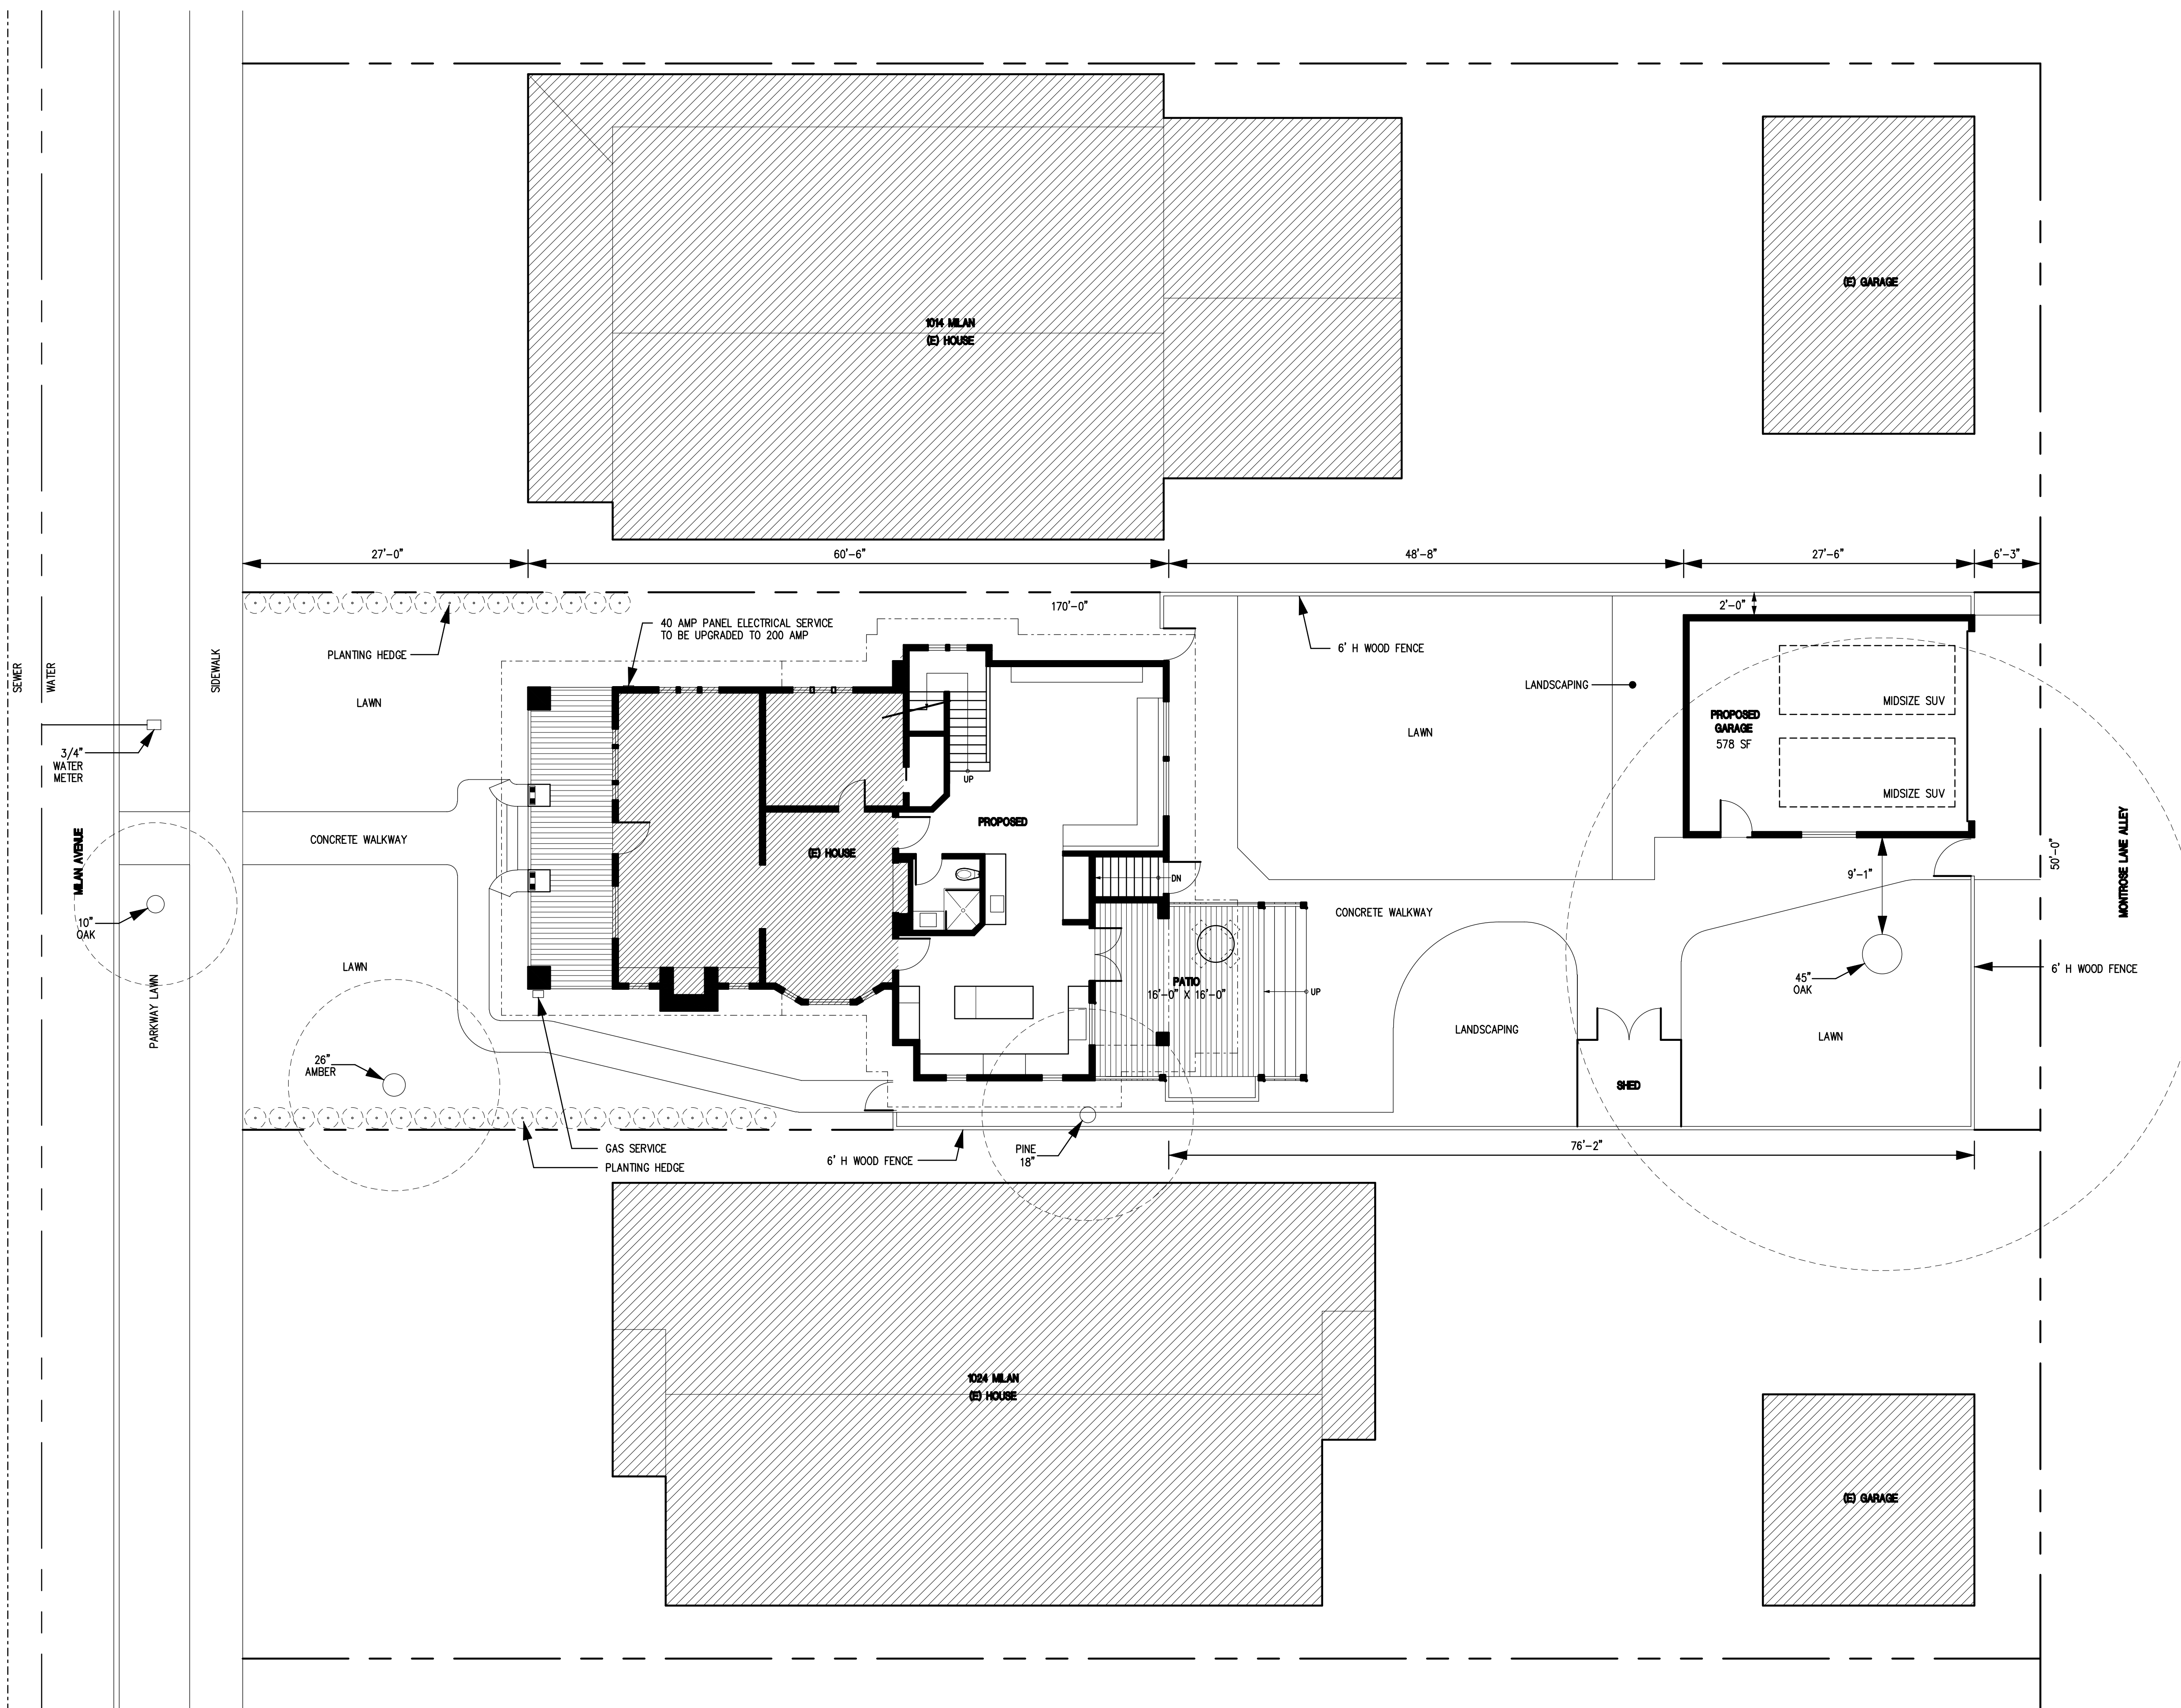 (E) GARAGE
1014 MILAN
(E) HOUSE
27'-0"
60'-6"
48'-8"
27'-6"
6'-3"
170'-0"
2'-0"
40 AMP PANEL ELECTRICAL SERVICE
TO BE UPGRADED TO 200 AMP
6' H WOOD FENCE
PLANTING HEDGE
SEWER
WATER
SIDEWALK
LAWN
LANDSCAPING
MIDSIZE SUV
PROPOSED
GARAGE
578 SF
LAWN
3/4"
WATER
METER
UP
MIDSIZE SUV
PROPOSED
CONCRETE WALKWAY
(E) HOUSE
MILAN AVENUE
50'-0"
MONTROSE LANE ALLEY
9'-1"
DN
10"
OAK
CONCRETE WALKWAY
LAWN
6' H WOOD FENCE
PATIO
16'-0" X 16'-0"
UP
45"
OAK
PARKWAY LAWN
LANDSCAPING
LAWN
26"
AMBER
SHED
GAS SERVICE
PLANTING HEDGE
6' H WOOD FENCE
PINE
18"
76'-2"
1024 MILAN
(E) HOUSE
(E) GARAGE